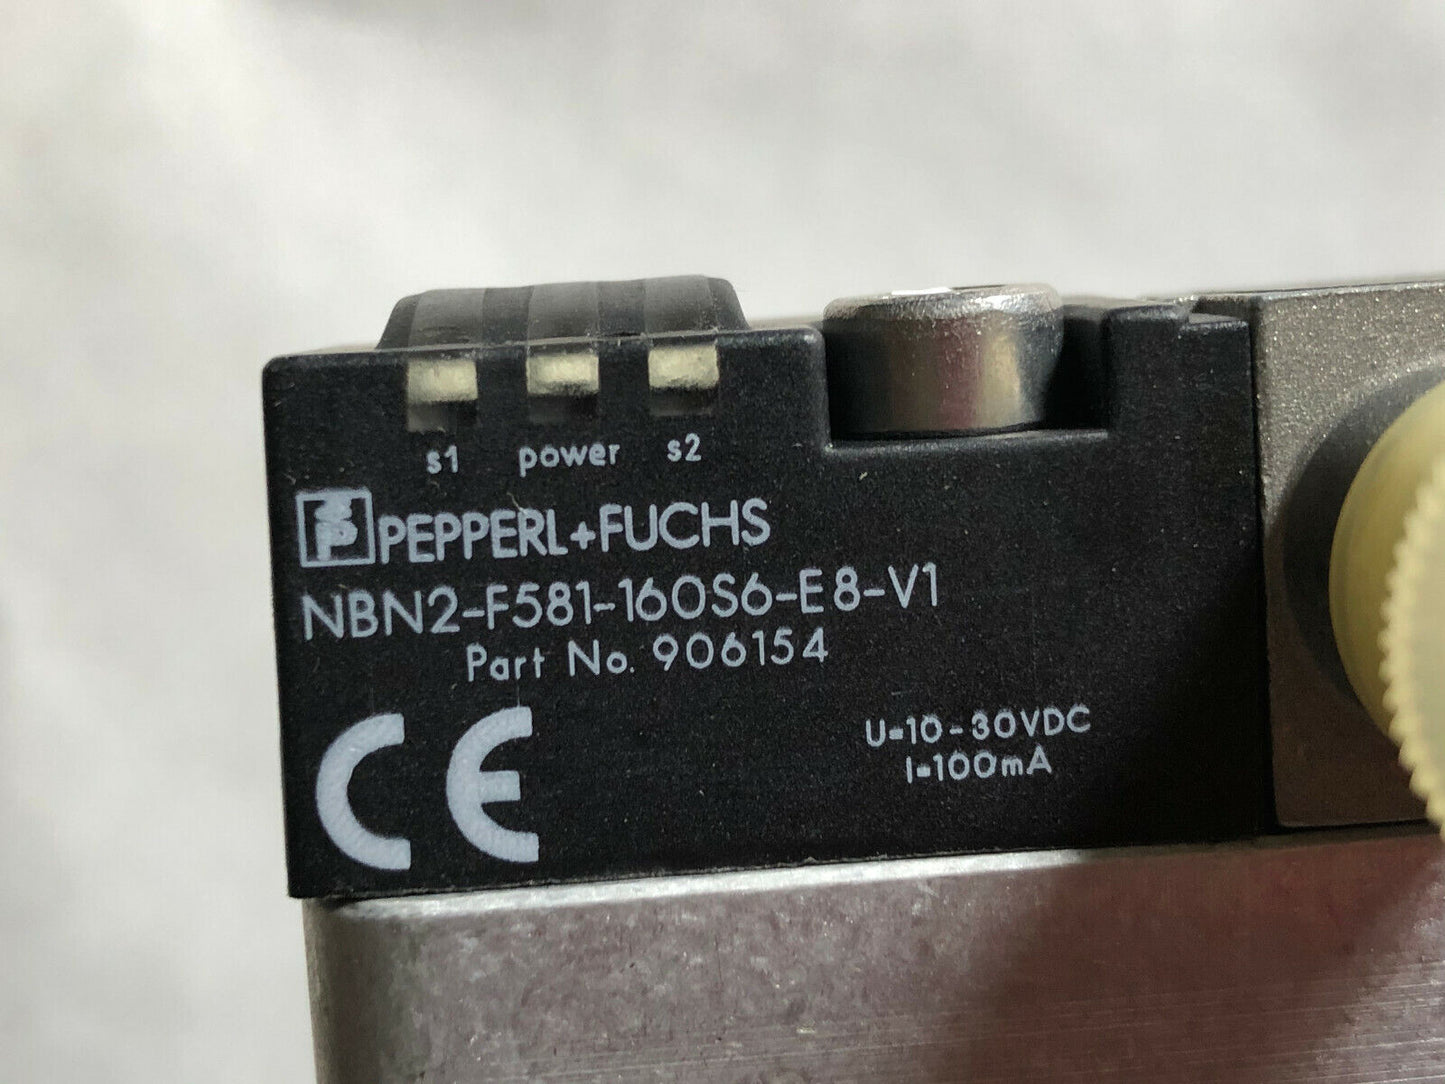 s1 power s2
PEPPERL+FUCHS
NBN2-F581-160S6-E8-V1
Part No. 906154
CE
U=10-30VDC
I=100mA